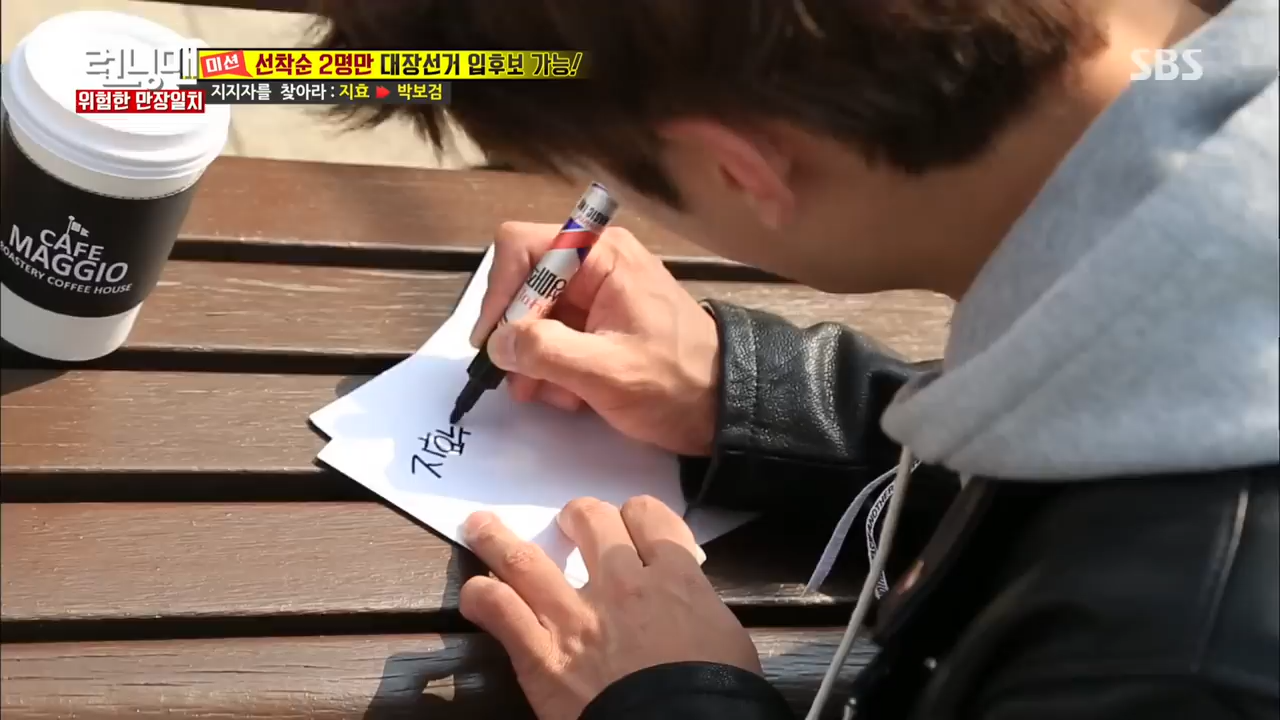 런닝맨
위험한 만장일치
미션 선착순 2명만 대장선거 입후보 가능!
지지자를 찾아라 : 지효 ▶ 박보검
SBS
CAFE
MAGGIO
ROASTERY COFFEE HOUSE
지효